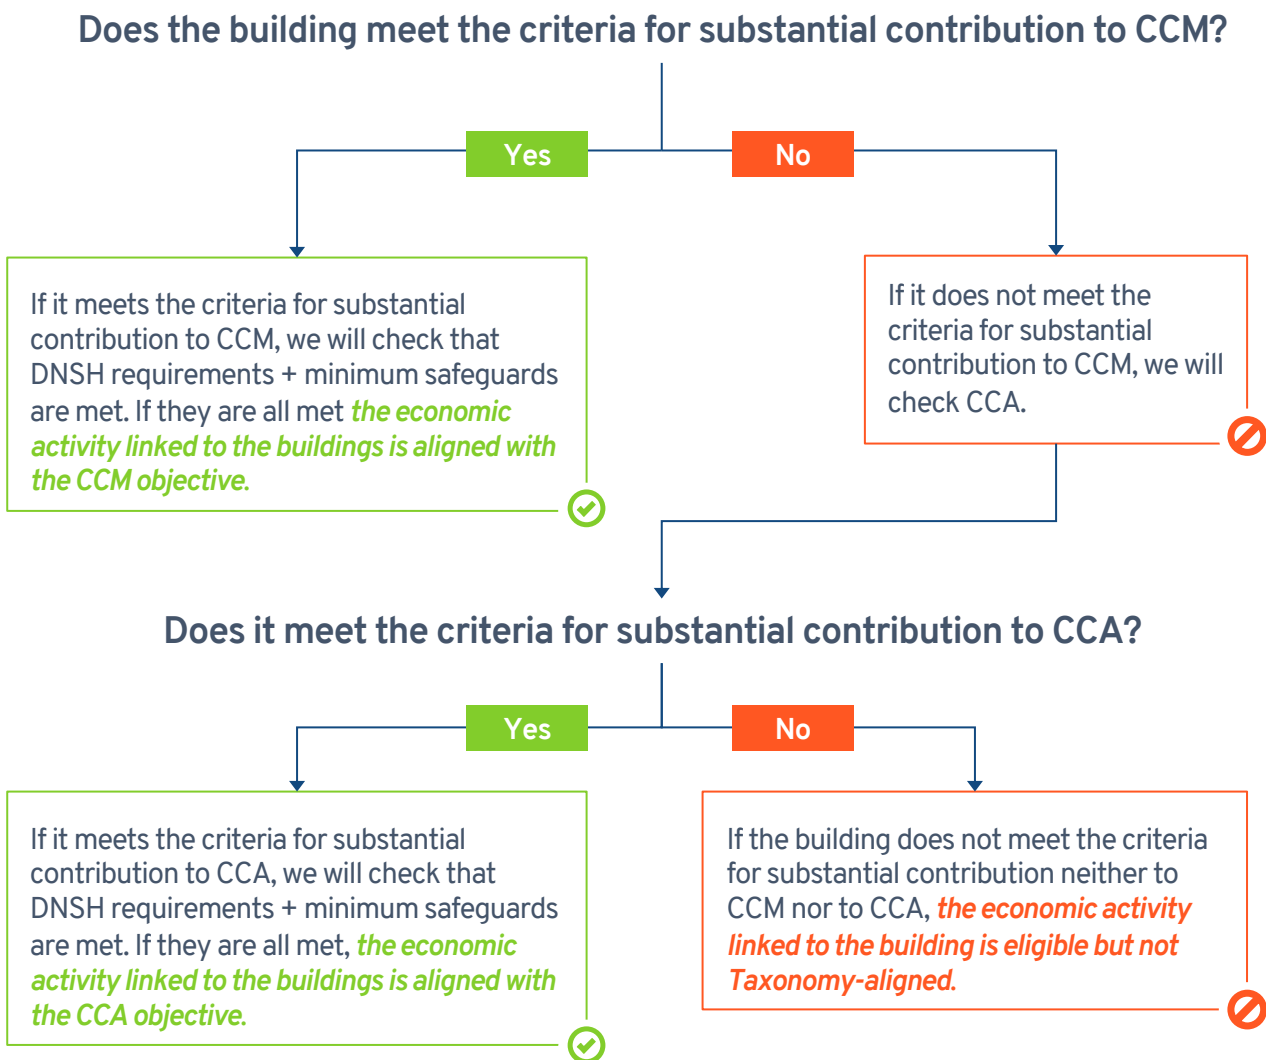 Does the building meet the criteria for substantial contribution to CCM?
Yes
No
If it meets the criteria for substantial
contribution to CCM, we will check that
DNSH requirements + minimum safeguards
are met. If they are all met the economic
activity linked to the buildings is aligned with
the CCM objective.
If it does not meet the
criteria for substantial
contribution to CCM, we will
check CCA.
Does it meet the criteria for substantial contribution to CCA?
Yes
No
If it meets the criteria for substantial
contribution to CCA, we will check that
DNSH requirements + minimum safeguards
are met. If they are all met, the economic
activity linked to the buildings is aligned with
the CCA objective.
If the building does not meet the criteria
for substantial contribution neither to
CCM nor to CCA, the economic activity
linked to the building is eligible but not
Taxonomy-aligned.